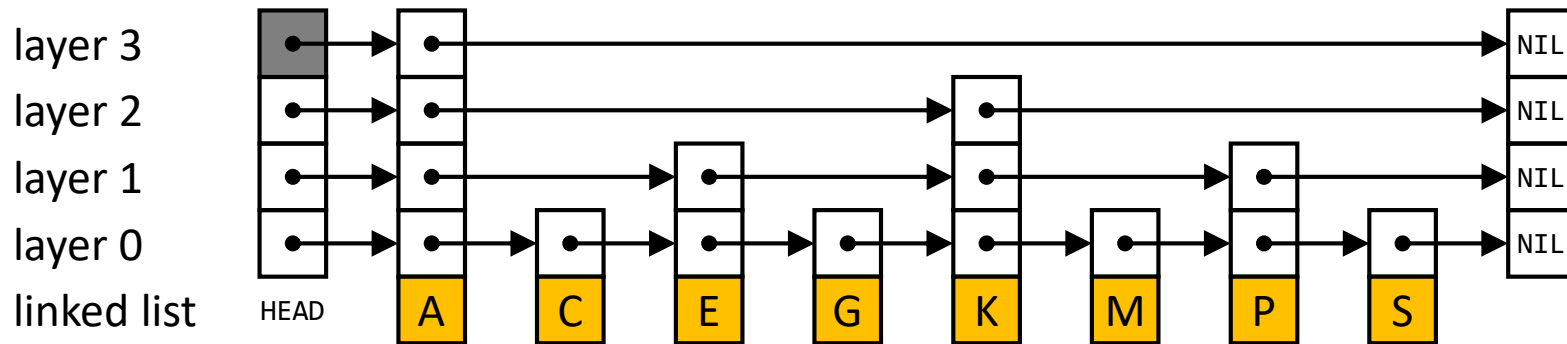 layer 3 NIL
layer 2 NIL
layer 1 NIL
layer 0 NIL
linked list HEAD A C E G K M P S